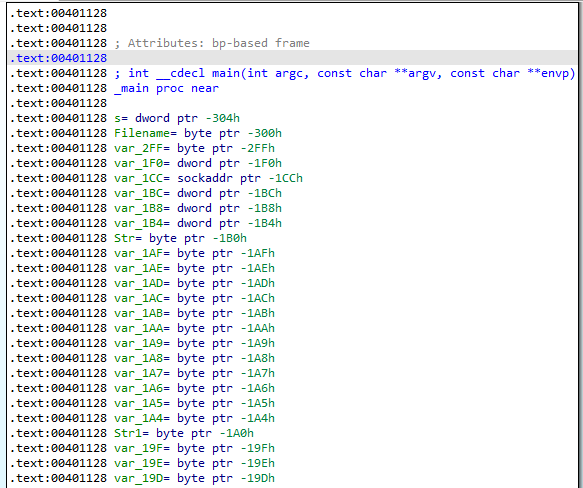 .text:00401128
.text:00401128
.text:00401128 ; Attributes: bp-based frame
.text:00401128
.text:00401128 ; int __cdecl main(int argc, const char **argv, const char **envp)
.text:00401128 _main proc near
.text:00401128
.text:00401128 s= dword ptr -304h
.text:00401128 Filename= byte ptr -300h
.text:00401128 var_2FF= byte ptr -2FFh
.text:00401128 var_1F0= dword ptr -1F0h
.text:00401128 var_1CC= sockaddr ptr -1CCh
.text:00401128 var_1BC= dword ptr -1BCh
.text:00401128 var_1B8= dword ptr -1B8h
.text:00401128 var_1B4= dword ptr -1B4h
.text:00401128 Str= byte ptr -1B0h
.text:00401128 var_1AF= byte ptr -1AFh
.text:00401128 var_1AE= byte ptr -1AEh
.text:00401128 var_1AD= byte ptr -1ADh
.text:00401128 var_1AC= byte ptr -1ACh
.text:00401128 var_1AB= byte ptr -1ABh
.text:00401128 var_1AA= byte ptr -1AAh
.text:00401128 var_1A9= byte ptr -1A9h
.text:00401128 var_1A8= byte ptr -1A8h
.text:00401128 var_1A7= byte ptr -1A7h
.text:00401128 var_1A6= byte ptr -1A6h
.text:00401128 var_1A5= byte ptr -1A5h
.text:00401128 var_1A4= byte ptr -1A4h
.text:00401128 Str1= byte ptr -1A0h
.text:00401128 var_19F= byte ptr -19Fh
.text:00401128 var_19E= byte ptr -19Eh
.text:00401128 var_19D= byte ptr -19Dh